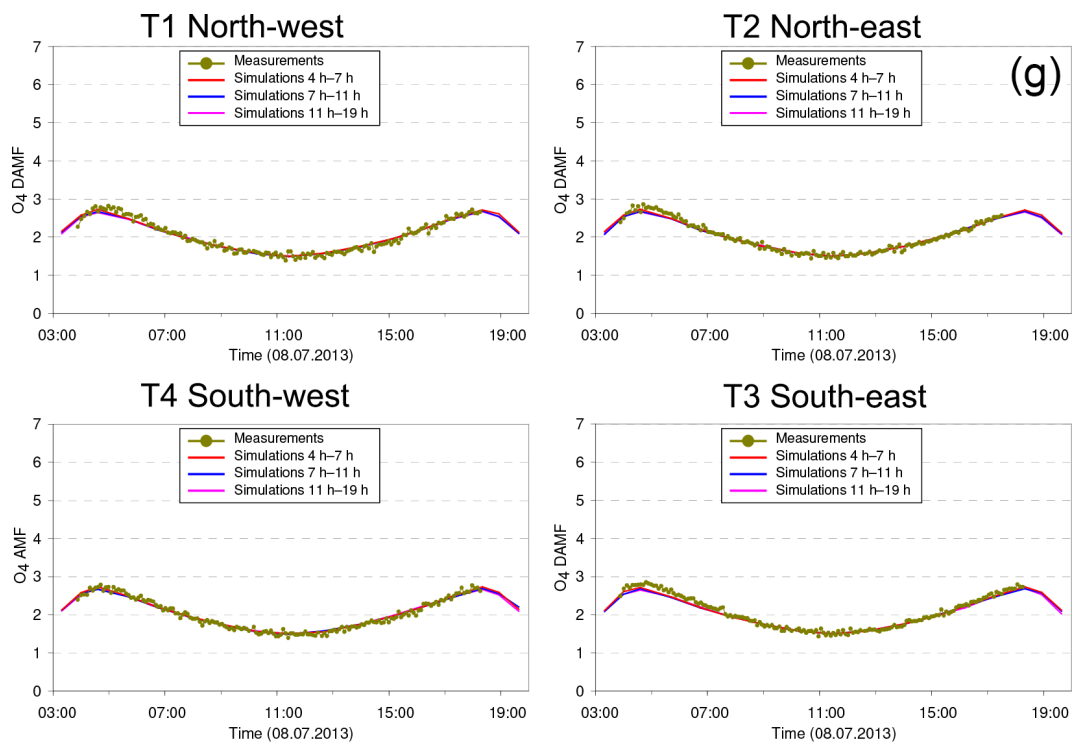 T1 North-west
7
6
5
4
3
2
1
0
O4 DAMF
Measurements
Simulations 4 h–7 h
Simulations 7 h–11 h
Simulations 11 h–19 h
03:00 07:00 11:00 15:00 19:00
Time (08.07.2013)
T2 North-east
(g)
7
6
5
4
3
2
1
0
O4 DAMF
Measurements
Simulations 4 h–7 h
Simulations 7 h–11 h
Simulations 11 h–19 h
03:00 07:00 11:00 15:00 19:00
Time (08.07.2013)
T4 South-west
7
6
5
4
3
2
1
0
O4 AMF
Measurements
Simulations 4 h–7 h
Simulations 7 h–11 h
Simulations 11 h–19 h
03:00 07:00 11:00 15:00 19:00
Time (08.07.2013)
T3 South-east
7
6
5
4
3
2
1
0
O4 DAMF
Measurements
Simulations 4 h–7 h
Simulations 7 h–11 h
Simulations 11 h–19 h
03:00 07:00 11:00 15:00 19:00
Time (08.07.2013)